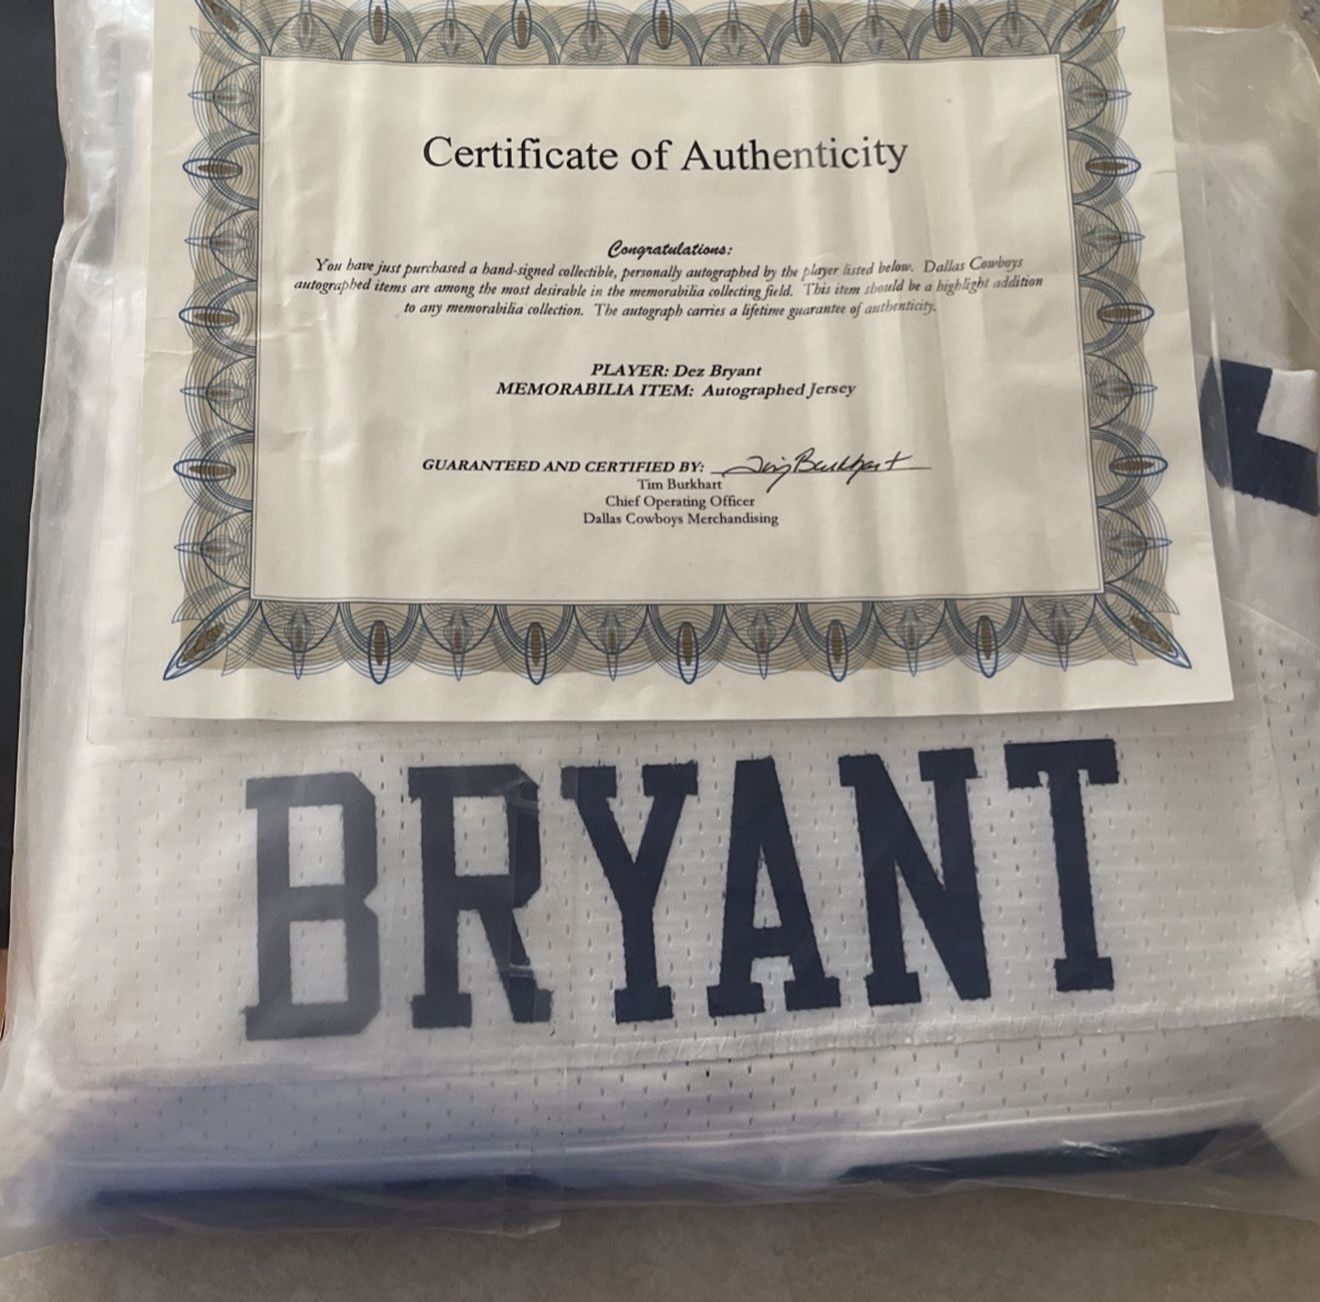 Certificate of Authenticity
Congratulations:
You have just purchased a hand-signed collectible, personally autographed by the player listed below. Dallas Cowboys
autographed items are among the most desirable in the memorabilia collecting field. This item should be a highlight addition
to any memorabilia collection. The autograph carries a lifetime guarantee of authenticity.
PLAYER: Dez Bryant
MEMORABILIA ITEM: Autographed Jersey
GUARANTEED AND CERTIFIED BY: Tim Burkhart
Tim Burkhart
Chief Operating Officer
Dallas Cowboys Merchandising
BRYANT